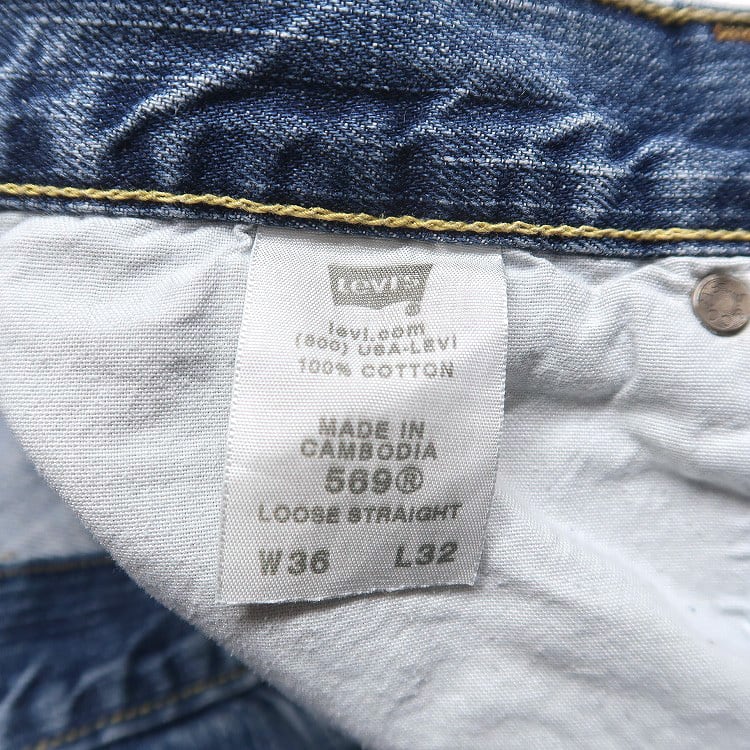 Levi's
®
levi.com
(800) USA-LEVI
100% COTTON
MADE IN
CAMBODIA
569®
LOOSE STRAIGHT
W36 L32